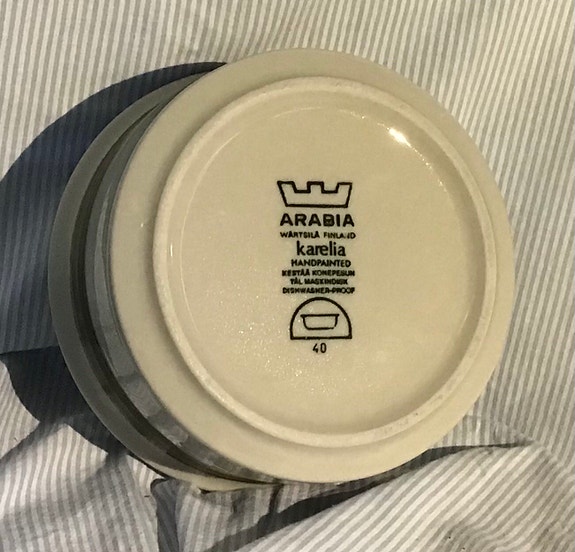 ARABIA
WÄRTSILÄ FINLAND
karelia
HANDPAINTED
KESTÄÄ KONEPESUN
TÅL MASKINDISK
DISHWASHER-PROOF
40